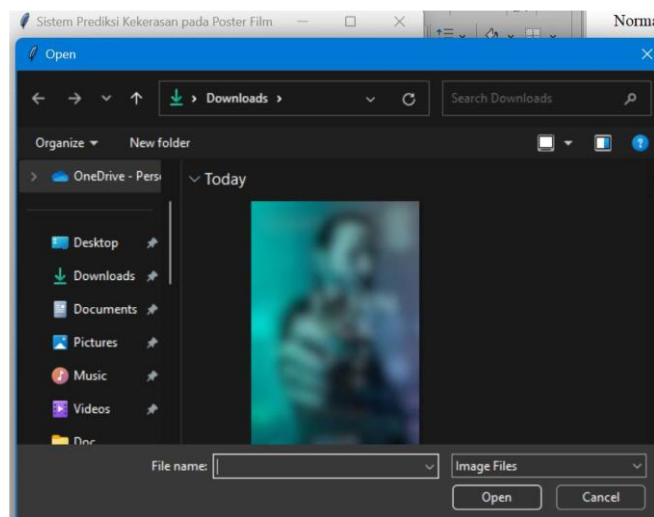 Sistem Prediksi Kekerasan pada Poster Film
Norma
Open
Downloads
Search Downloads
Organize
New folder
OneDrive - Perso
Today
Desktop
Downloads
Documents
Pictures
Music
Videos
Doc
File name:
Image Files
Open
Cancel